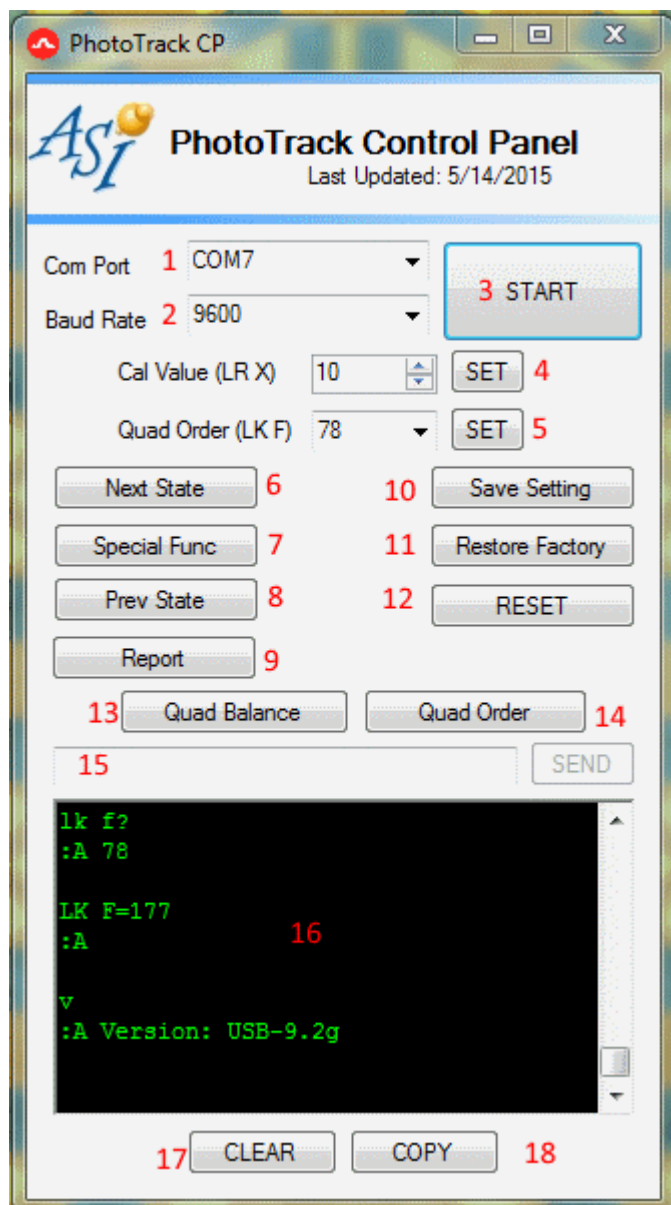 PhotoTrack CP
ASI
PhotoTrack Control Panel
Last Updated: 5/14/2015
Com Port 1 COM7
3 START
Baud Rate 2 9600
Cal Value (LR X) 10 SET 4
Quad Order (LK F) 78 SET 5
Next State 6 10 Save Setting
Special Func 7 11 Restore Factory
Prev State 8 12 RESET
Report 9
13 Quad Balance Quad Order 14
15 SEND
lk f?
:A 78
LK F=177
:A
16
v
:A Version: USB-9.2g
17 CLEAR COPY 18